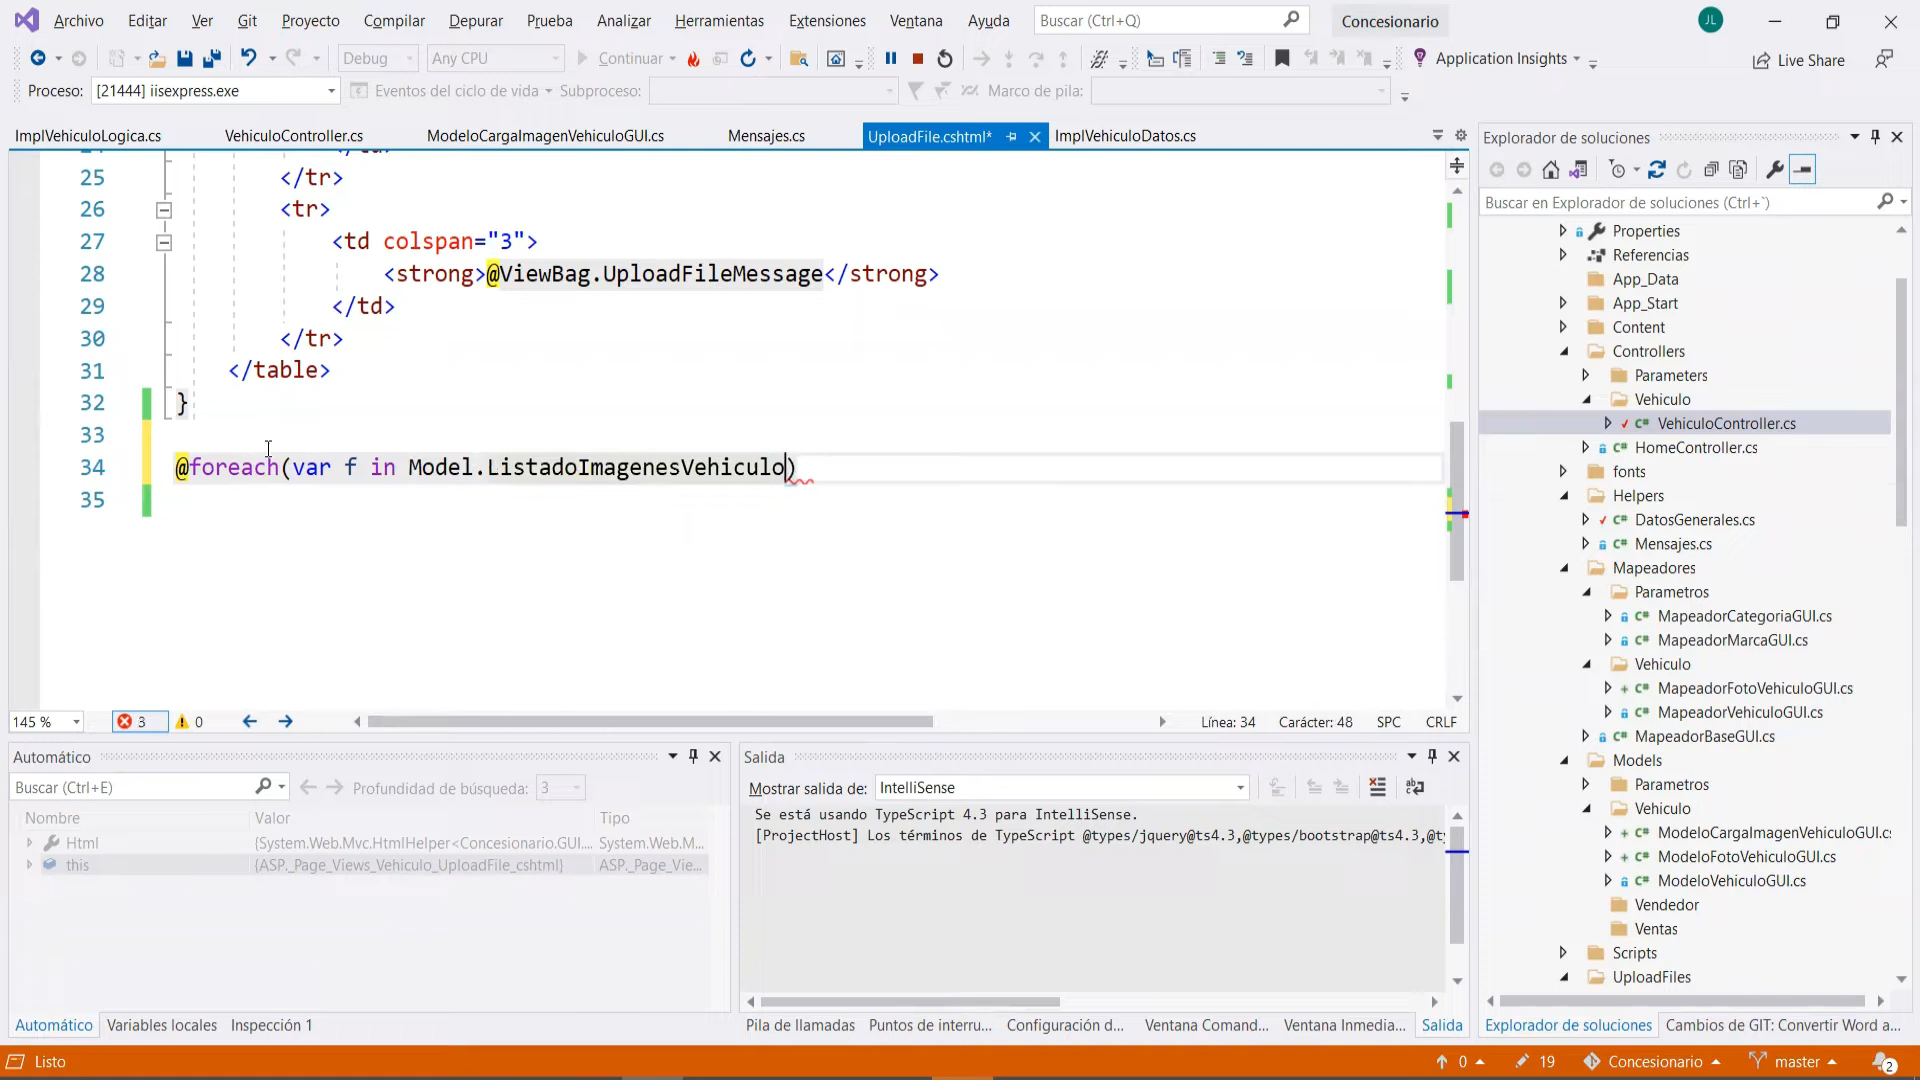 Archivo Editar Ver Git Proyecto Compilar Depurar Prueba Analizar Herramientas Extensiones Ventana Ayuda Buscar (Ctrl+Q) Concesionario JL
Debug Any CPU Continuar Application Insights Live Share
Proceso: [21444] iisexpress.exe Eventos del ciclo de vida Subproceso: Marco de pila:
ImplVehiculoLogica.cs VehiculoController.cs ModeloCargaImagenVehiculoGUI.cs Mensajes.cs UploadFile.cshtml* ImplVehiculoDatos.cs
25 </tr>
26 <tr>
27 <td colspan="3">
28 <strong>@ViewBag.UploadFileMessage</strong>
29 </td>
30 </tr>
31 </table>
32 }
33
34 @foreach(var f in Model.ListadoImagenesVehiculo)
35
145 % 3 0 Línea: 34 Carácter: 48 SPC CRLF
Automático
Buscar (Ctrl+E) Profundidad de búsqueda: 3
Nombre Valor Tipo
Html {System.Web.Mvc.HtmlHelper<Concesionario.GUI.... System.Web.M...
this {ASP._Page_Views_Vehiculo_UploadFile_cshtml} ASP._Page_Vie...
Automático Variables locales Inspección 1
Salida
Mostrar salida de: IntelliSense
Se está usando TypeScript 4.3 para IntelliSense.
[ProjectHost] Los términos de TypeScript @types/jquery@ts4.3,@types/bootstrap@ts4.3,@ty
Pila de llamadas Puntos de interru... Configuración d... Ventana Comand... Ventana Inmedia... Salida
Explorador de soluciones
Buscar en Explorador de soluciones (Ctrl+`)
Properties
Referencias
App_Data
App_Start
Content
Controllers
Parameters
Vehiculo
VehiculoController.cs
HomeController.cs
fonts
Helpers
DatosGenerales.cs
Mensajes.cs
Mapeadores
Parametros
MapeadorCategoriaGUI.cs
MapeadorMarcaGUI.cs
Vehiculo
MapeadorFotoVehiculoGUI.cs
MapeadorVehiculoGUI.cs
MapeadorBaseGUI.cs
Models
Parametros
Vehiculo
ModeloCargaImagenVehiculoGUI.cs
ModeloFotoVehiculoGUI.cs
ModeloVehiculoGUI.cs
Vendedor
Ventas
Scripts
UploadFiles
Explorador de soluciones Cambios de GIT: Convertir Word a...
Listo 0 19 Concesionario master 2